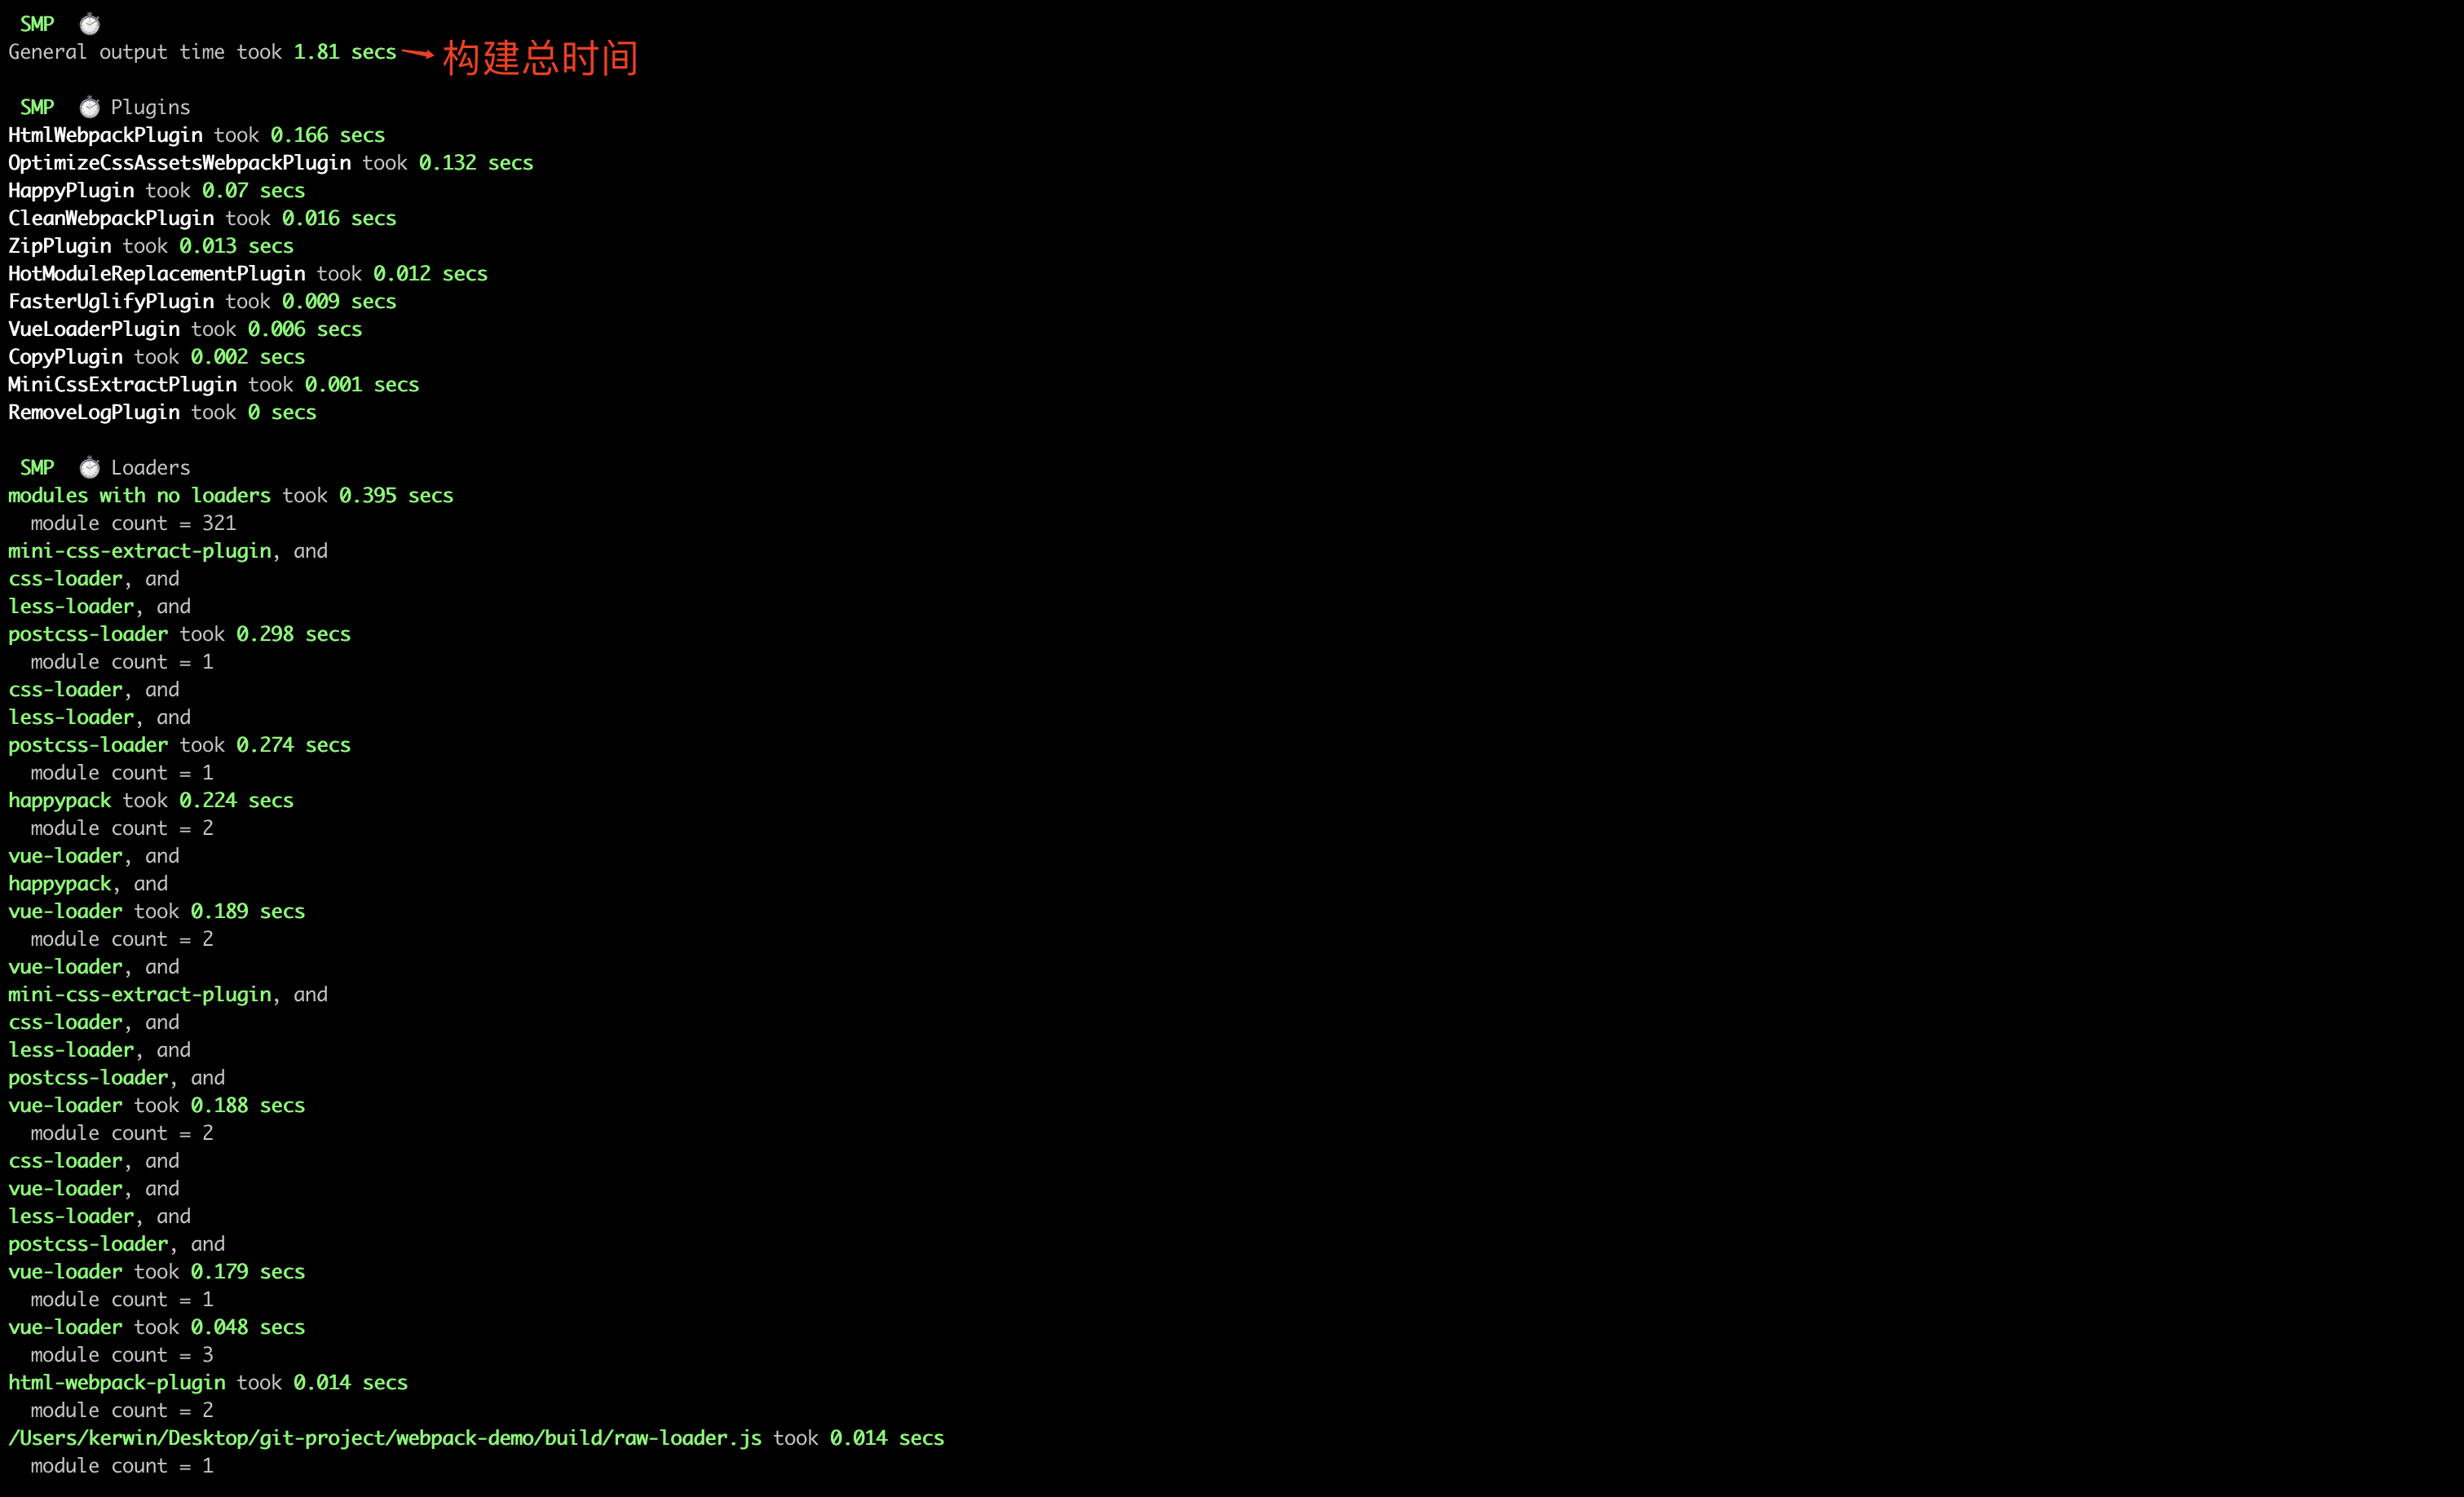 SMP ⏱
General output time took 1.81 secs 构建总时间
SMP ⏱ Plugins
HtmlWebpackPlugin took 0.166 secs
OptimizeCssAssetsWebpackPlugin took 0.132 secs
HappyPlugin took 0.07 secs
CleanWebpackPlugin took 0.016 secs
ZipPlugin took 0.013 secs
HotModuleReplacementPlugin took 0.012 secs
FasterUglifyPlugin took 0.009 secs
VueLoaderPlugin took 0.006 secs
CopyPlugin took 0.002 secs
MiniCssExtractPlugin took 0.001 secs
RemoveLogPlugin took 0 secs
SMP ⏱ Loaders
modules with no loaders took 0.395 secs
module count = 321
mini-css-extract-plugin, and
css-loader, and
less-loader, and
postcss-loader took 0.298 secs
module count = 1
css-loader, and
less-loader, and
postcss-loader took 0.274 secs
module count = 1
happypack took 0.224 secs
module count = 2
vue-loader, and
happypack, and
vue-loader took 0.189 secs
module count = 2
vue-loader, and
mini-css-extract-plugin, and
css-loader, and
less-loader, and
postcss-loader, and
vue-loader took 0.188 secs
module count = 2
css-loader, and
vue-loader, and
less-loader, and
postcss-loader, and
vue-loader took 0.179 secs
module count = 1
vue-loader took 0.048 secs
module count = 3
html-webpack-plugin took 0.014 secs
module count = 2
/Users/kerwin/Desktop/git-project/webpack-demo/build/raw-loader.js took 0.014 secs
module count = 1